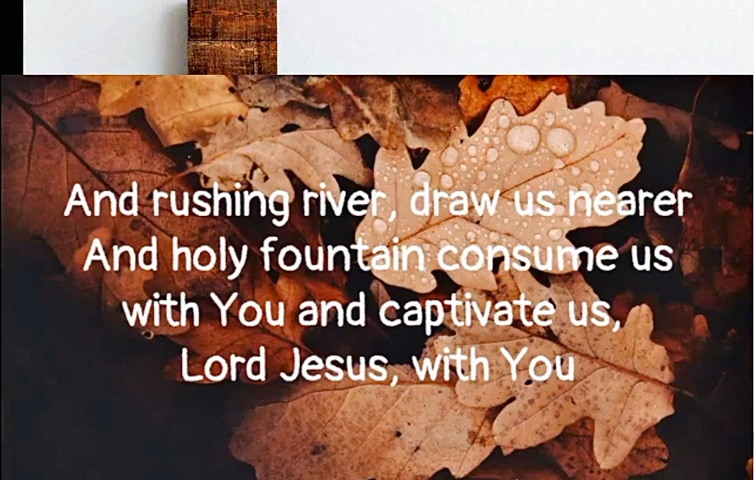 And rushing river, draw us nearer
And holy fountain consume us
with You and captivate us,
Lord Jesus, with You